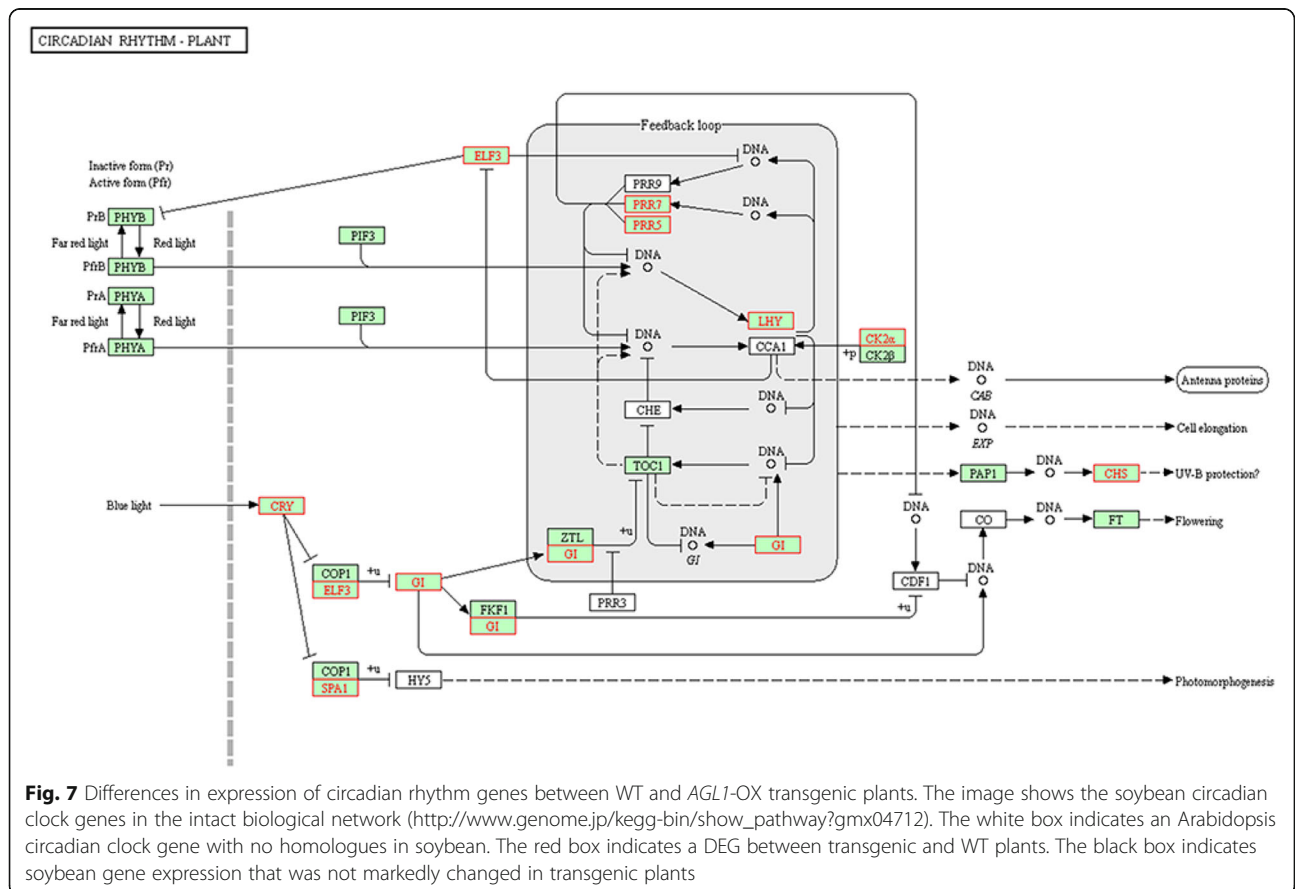 CIRCADIAN RHYTHM - PLANT
Feedback loop
Inactive form (Pr)
Active form (Pfr)
ELF3
DNA
PRR9
PRR7
PRR5
DNA
PrB PHYB
Far red light Red light
PfrB PHYB
PIF3
DNA
PrA PHYA
Far red light Red light
PfrA PHYA
PIF3
DNA
LHY
CCA1
CK2α
+p CK2β
DNA
CAB
Antenna proteins
CHE
DNA
DNA
EXP
Cell elongation
TOC1
DNA
PAP1
DNA
CHS
UV-B protection?
Blue light
CRY
ZTL
GI
+u
DNA
GI
GI
DNA
CO
DNA
FT
Flowering
COP1
ELF3
+u
GI
FKF1
GI
PRR3
+u
CDF1
DNA
COP1
SPA1
+u
HY5
Photomorphogenesis
Fig. 7 Differences in expression of circadian rhythm genes between WT and AGL1-OX transgenic plants. The image shows the soybean circadian
clock genes in the intact biological network (http://www.genome.jp/kegg-bin/show_pathway?gmx04712). The white box indicates an Arabidopsis
circadian clock gene with no homologues in soybean. The red box indicates a DEG between transgenic and WT plants. The black box indicates
soybean gene expression that was not markedly changed in transgenic plants